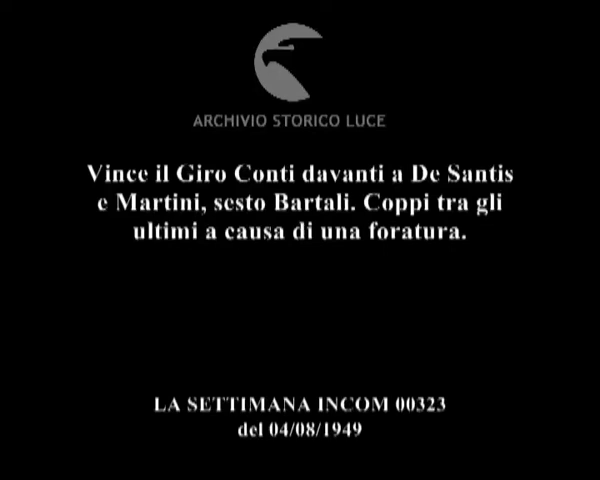 ARCHIVIO STORICO LUCE
Vince il Giro Conti davanti a De Santis
e Martini, sesto Bartali. Coppi tra gli
ultimi a causa di una foratura.
LA SETTIMANA INCOM 00323
del 04/08/1949